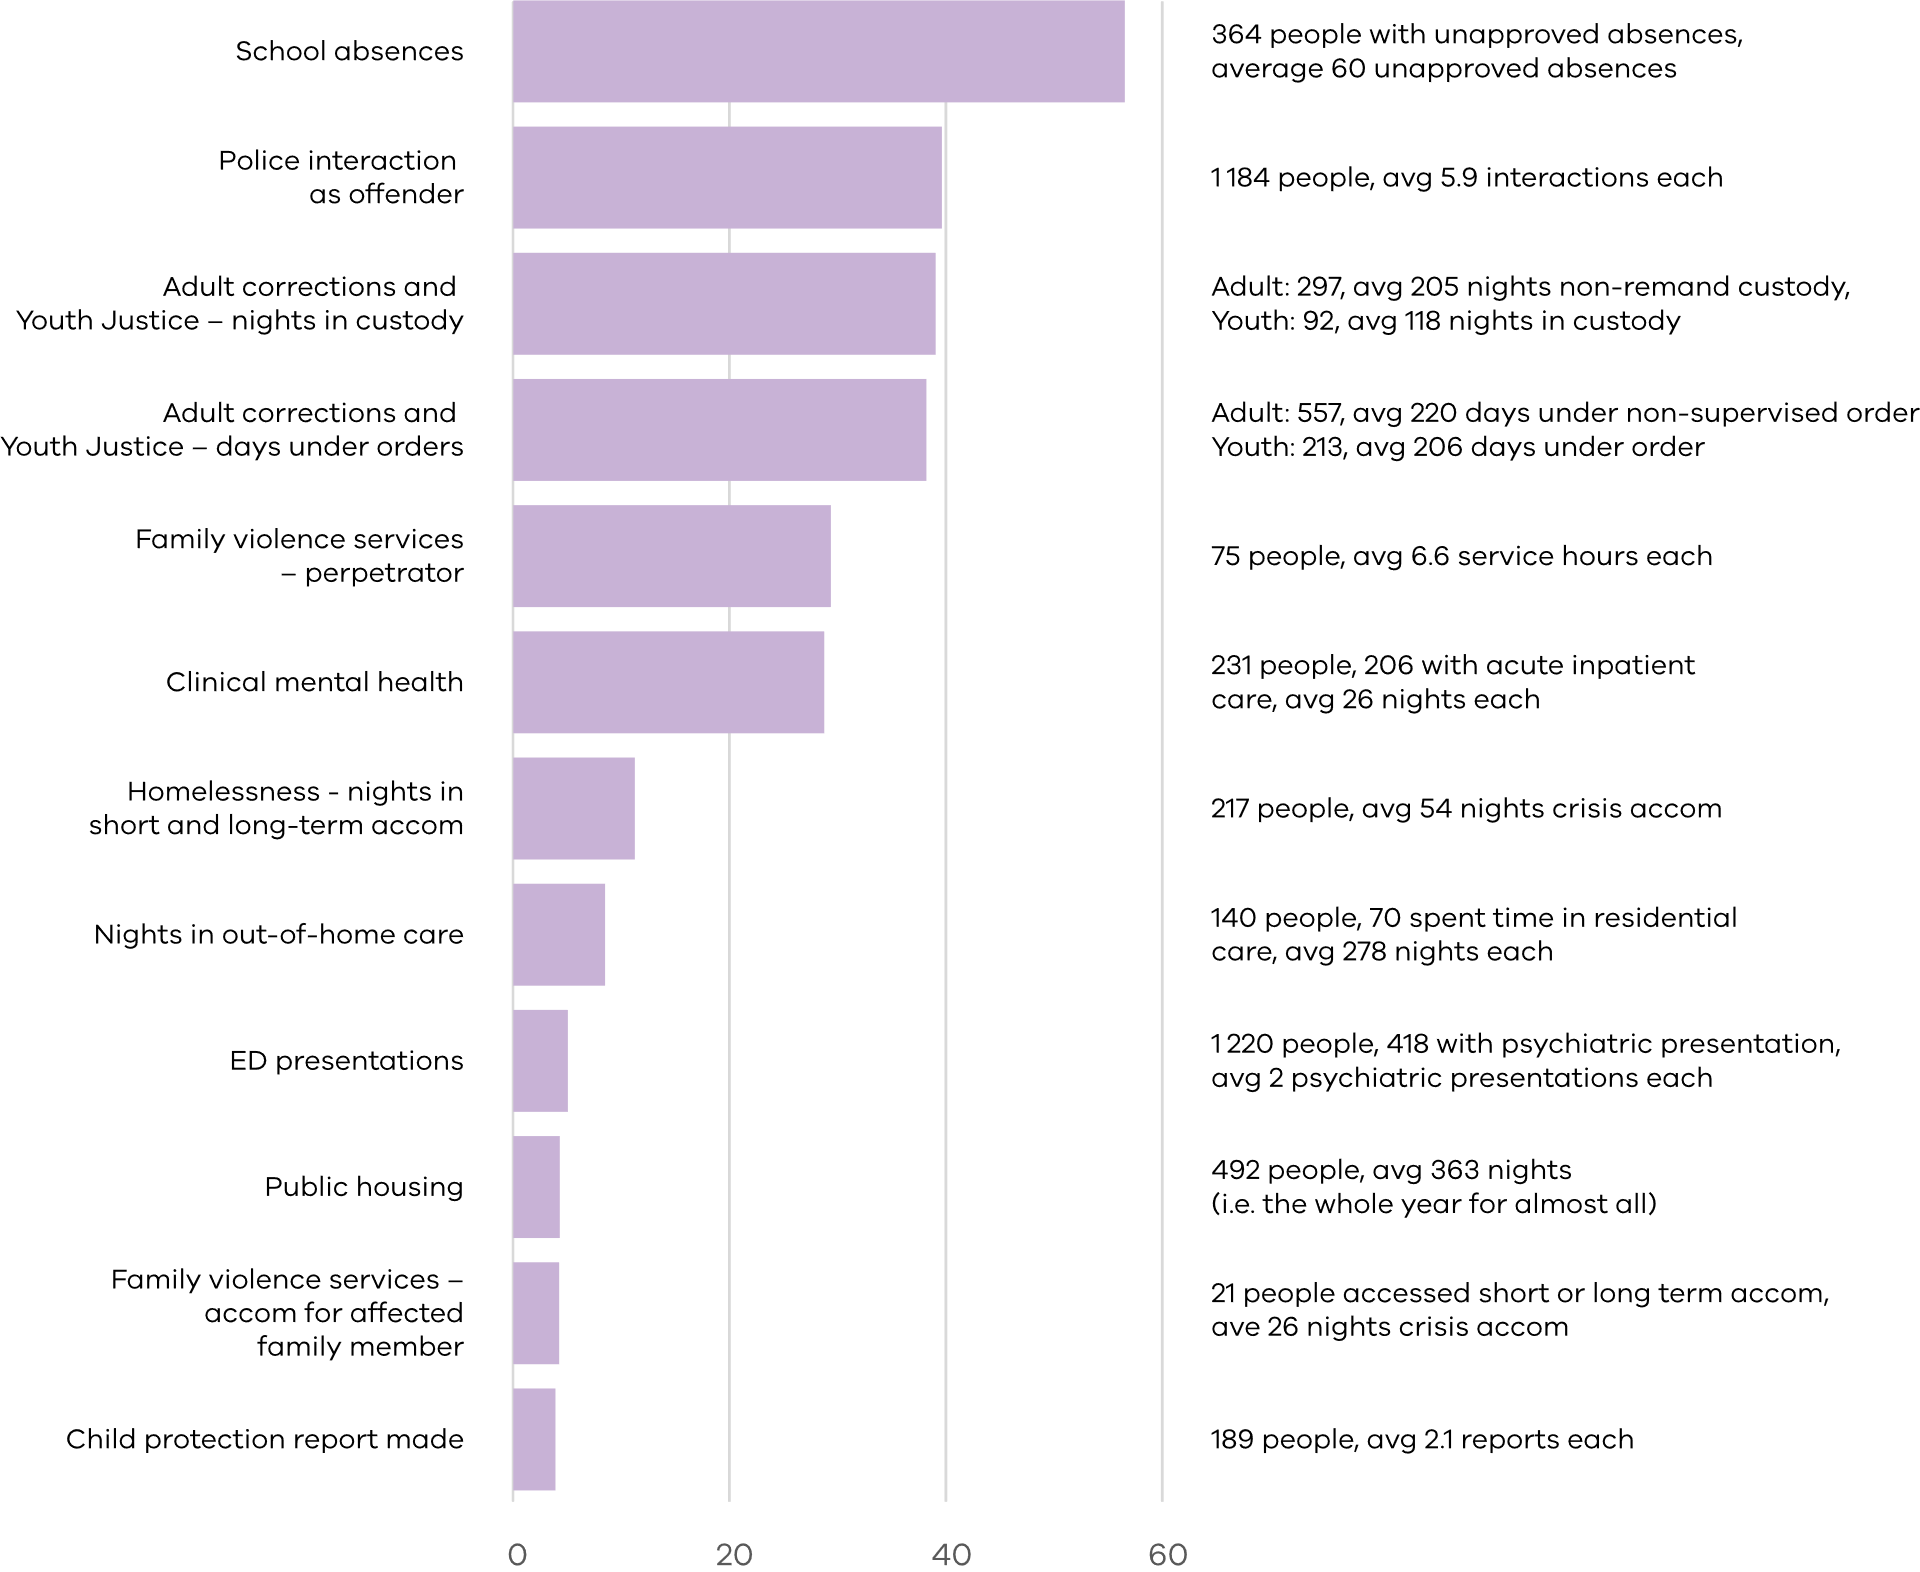 School absences
364 people with unapproved absences,
average 60 unapproved absences
Police interaction
as offender
1 184 people, avg 5.9 interactions each
Adult corrections and
Youth Justice – nights in custody
Adult: 297, avg 205 nights non-remand custody,
Youth: 92, avg 118 nights in custody
Adult corrections and
Youth Justice – days under orders
Adult: 557, avg 220 days under non-supervised order
Youth: 213, avg 206 days under order
Family violence services
– perpetrator
75 people, avg 6.6 service hours each
Clinical mental health
231 people, 206 with acute inpatient
care, avg 26 nights each
Homelessness - nights in
short and long-term accom
217 people, avg 54 nights crisis accom
Nights in out-of-home care
140 people, 70 spent time in residential
care, avg 278 nights each
ED presentations
1 220 people, 418 with psychiatric presentation,
avg 2 psychiatric presentations each
Public housing
492 people, avg 363 nights
(i.e. the whole year for almost all)
Family violence services –
accom for affected
family member
21 people accessed short or long term accom,
ave 26 nights crisis accom
Child protection report made
189 people, avg 2.1 reports each
0 20 40 60